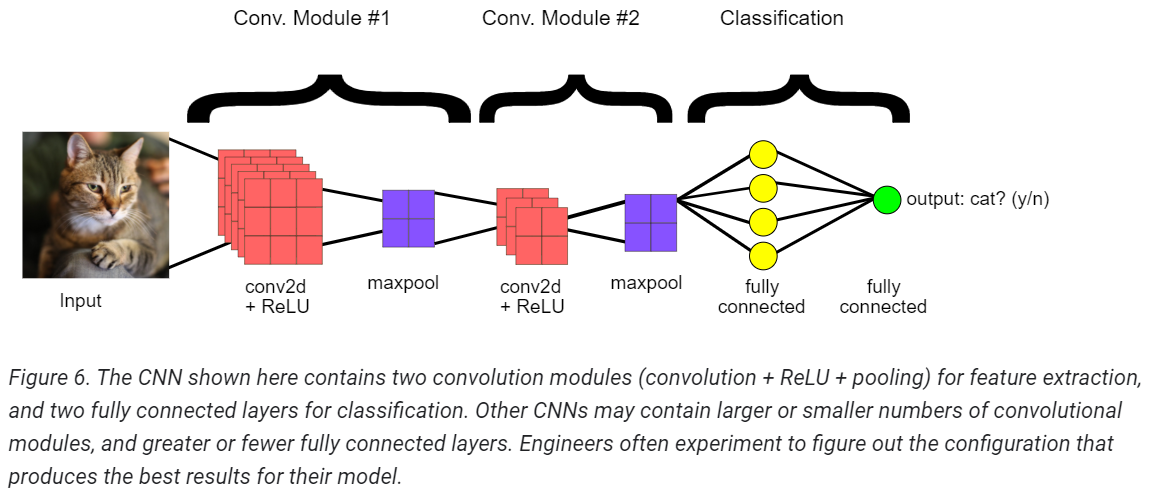 Conv. Module #1
Conv. Module #2
Classification
output: cat? (y/n)
Input
conv2d
+ ReLU
maxpool
conv2d
+ ReLU
maxpool
fully
connected
fully
connected
Figure 6. The CNN shown here contains two convolution modules (convolution + ReLU + pooling) for feature extraction,
and two fully connected layers for classification. Other CNNs may contain larger or smaller numbers of convolutional
modules, and greater or fewer fully connected layers. Engineers often experiment to figure out the configuration that
produces the best results for their model.